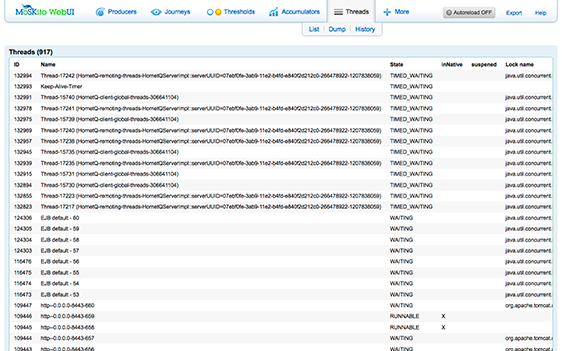 MoSKito WebUI Producers Journeys Thresholds Accumulators Threads More Autoreload OFF Export Help
List Dump History
Threads (917)
ID Name State inNative suspended Lock name
132994 Thread-17242 (HornetQ-remoting-threads-HornetQServerImpl::serverUUID=07ebf0fe-3ab9-11e2-b4fd-e840f2d212c0-266478922-1207838059) TIMED_WAITING java.util.concurrent.
132993 Keep-Alive-Timer TIMED_WAITING
132991 Thread-15740 (HornetQ-client-global-threads-306641104) TIMED_WAITING java.util.concurrent.
132978 Thread-17241 (HornetQ-remoting-threads-HornetQServerImpl::serverUUID=07ebf0fe-3ab9-11e2-b4fd-e840f2d212c0-266478922-1207838059) TIMED_WAITING java.util.concurrent.
132975 Thread-15739 (HornetQ-client-global-threads-306641104) TIMED_WAITING java.util.concurrent.
132969 Thread-17240 (HornetQ-remoting-threads-HornetQServerImpl::serverUUID=07ebf0fe-3ab9-11e2-b4fd-e840f2d212c0-266478922-1207838059) TIMED_WAITING java.util.concurrent.
132957 Thread-17238 (HornetQ-remoting-threads-HornetQServerImpl::serverUUID=07ebf0fe-3ab9-11e2-b4fd-e840f2d212c0-266478922-1207838059) TIMED_WAITING java.util.concurrent.
132945 Thread-15735 (HornetQ-client-global-threads-306641104) TIMED_WAITING java.util.concurrent.
132939 Thread-17235 (HornetQ-remoting-threads-HornetQServerImpl::serverUUID=07ebf0fe-3ab9-11e2-b4fd-e840f2d212c0-266478922-1207838059) TIMED_WAITING java.util.concurrent.
132915 Thread-15731 (HornetQ-client-global-threads-306641104) TIMED_WAITING java.util.concurrent.
132894 Thread-15730 (HornetQ-client-global-threads-306641104) TIMED_WAITING java.util.concurrent.
132855 Thread-17223 (HornetQ-remoting-threads-HornetQServerImpl::serverUUID=07ebf0fe-3ab9-11e2-b4fd-e840f2d212c0-266478922-1207838059) TIMED_WAITING java.util.concurrent.
132823 Thread-17217 (HornetQ-remoting-threads-HornetQServerImpl::serverUUID=07ebf0fe-3ab9-11e2-b4fd-e840f2d212c0-266478922-1207838059) TIMED_WAITING java.util.concurrent.
124306 EJB default - 60 WAITING java.util.concurrent.
124305 EJB default - 59 WAITING java.util.concurrent.
124304 EJB default - 58 WAITING java.util.concurrent.
124303 EJB default - 57 WAITING java.util.concurrent.
116476 EJB default - 56 WAITING java.util.concurrent.
116475 EJB default - 55 WAITING java.util.concurrent.
116474 EJB default - 54 WAITING java.util.concurrent.
116473 EJB default - 53 WAITING java.util.concurrent.
109447 http--0.0.0.0-8443-660 WAITING org.apache.tomcat.
109446 http--0.0.0.0-8443-659 RUNNABLE X
109445 http--0.0.0.0-8443-658 RUNNABLE X
109444 http--0.0.0.0-8443-657 WAITING org.apache.tomcat.
109443 http--0.0.0.0-8443-656 WAITING org.apache.tomcat.